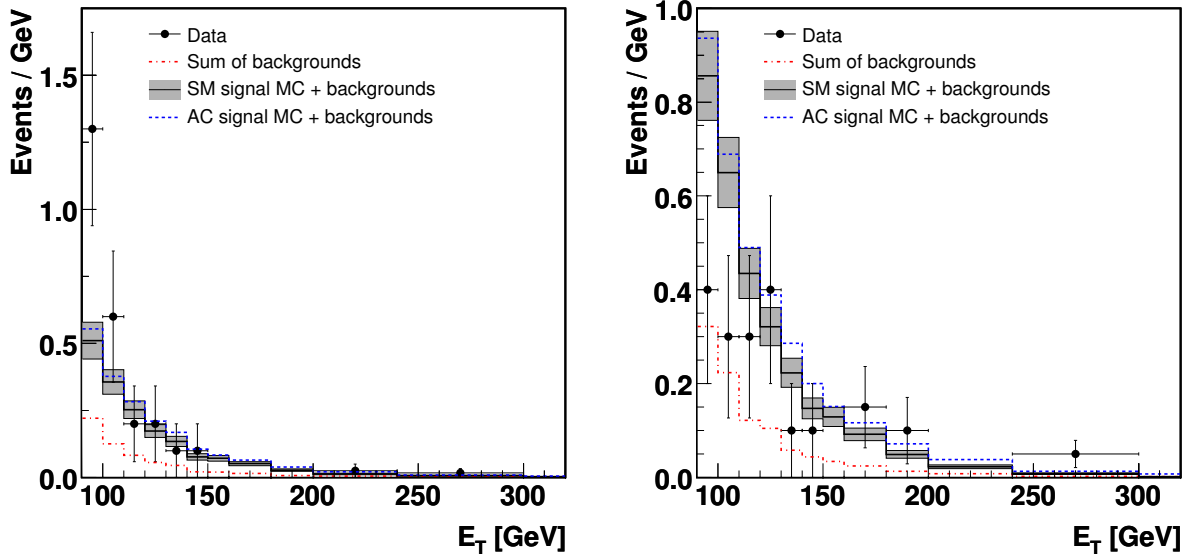 Events / GeV
1.5
1.0
0.5
0.0
Data
Sum of backgrounds
SM signal MC + backgrounds
AC signal MC + backgrounds
100 150 200 250 300
E_T [GeV]
Events / GeV
1.0
0.8
0.6
0.4
0.2
0.0
Data
Sum of backgrounds
SM signal MC + backgrounds
AC signal MC + backgrounds
100 150 200 250 300
E_T [GeV]